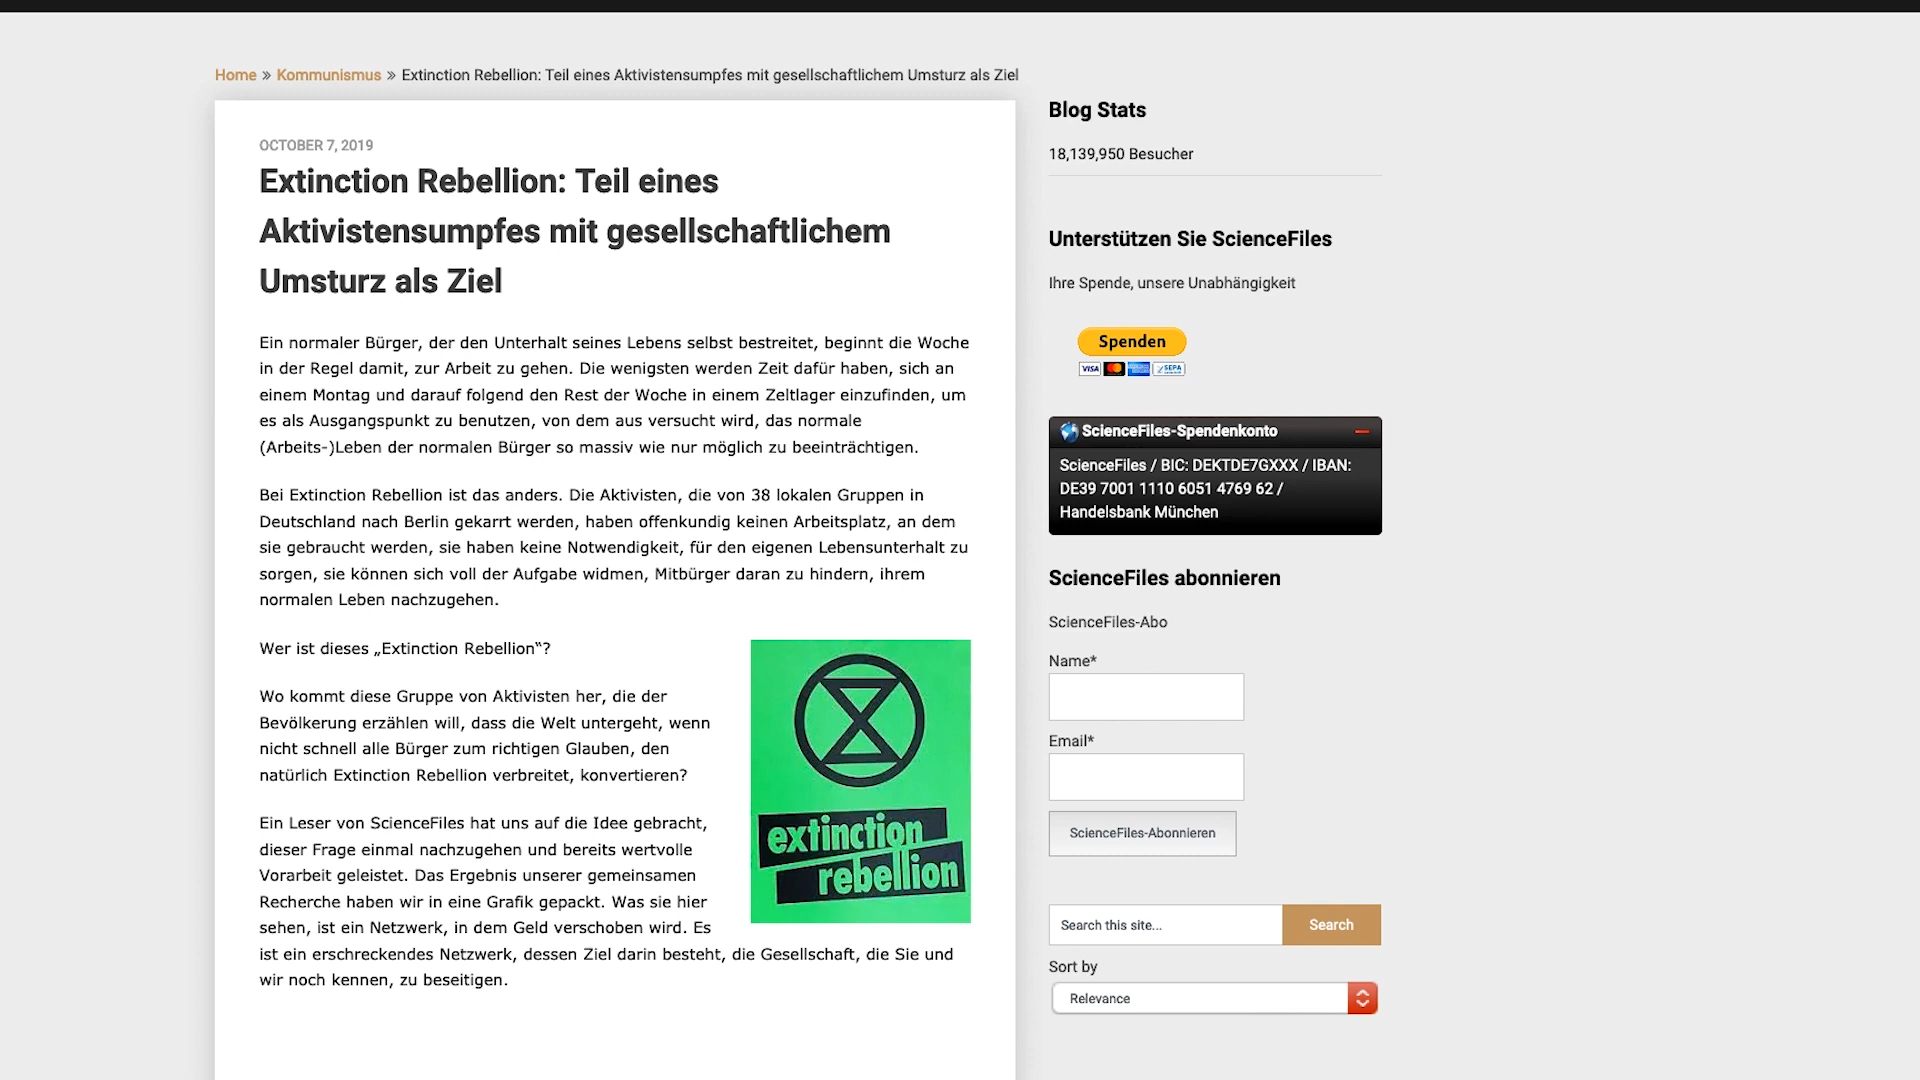 Home » Kommunismus » Extinction Rebellion: Teil eines Aktivistensumpfes mit gesellschaftlichem Umsturz als Ziel
OCTOBER 7, 2019
Extinction Rebellion: Teil eines
Aktivistensumpfes mit gesellschaftlichem
Umsturz als Ziel
Ein normaler Bürger, der den Unterhalt seines Lebens selbst bestreitet, beginnt die Woche
in der Regel damit, zur Arbeit zu gehen. Die wenigsten werden Zeit dafür haben, sich an
einem Montag und darauf folgend den Rest der Woche in einem Zeltlager einzufinden, um
es als Ausgangspunkt zu benutzen, von dem aus versucht wird, das normale
(Arbeits-)Leben der normalen Bürger so massiv wie nur möglich zu beeinträchtigen.
Bei Extinction Rebellion ist das anders. Die Aktivisten, die von 38 lokalen Gruppen in
Deutschland nach Berlin gekarrt werden, haben offenkundig keinen Arbeitsplatz, an dem
sie gebraucht werden, sie haben keine Notwendigkeit, für den eigenen Lebensunterhalt zu
sorgen, sie können sich voll der Aufgabe widmen, Mitbürger daran zu hindern, ihrem
normalen Leben nachzugehen.
Wer ist dieses „Extinction Rebellion“?
Wo kommt diese Gruppe von Aktivisten her, die der
Bevölkerung erzählen will, dass die Welt untergeht, wenn
nicht schnell alle Bürger zum richtigen Glauben, den
natürlich Extinction Rebellion verbreitet, konvertieren?
Ein Leser von ScienceFiles hat uns auf die Idee gebracht,
dieser Frage einmal nachzugehen und bereits wertvolle
Vorarbeit geleistet. Das Ergebnis unserer gemeinsamen
Recherche haben wir in eine Grafik gepackt. Was sie hier
sehen, ist ein Netzwerk, in dem Geld verschoben wird. Es
ist ein erschreckendes Netzwerk, dessen Ziel darin besteht, die Gesellschaft, die Sie und
wir noch kennen, zu beseitigen.
extinction
rebellion
Blog Stats
18,139,950 Besucher
Unterstützen Sie ScienceFiles
Ihre Spende, unsere Unabhängigkeit
Spenden
VISA
SEPA
ScienceFiles-Spendenkonto
ScienceFiles / BIC: DEKTDE7GXXX / IBAN:
DE39 7001 1110 6051 4769 62 /
Handelsbank München
ScienceFiles abonnieren
ScienceFiles-Abo
Name*
Email*
ScienceFiles-Abonnieren
Search this site...
Search
Sort by
Relevance